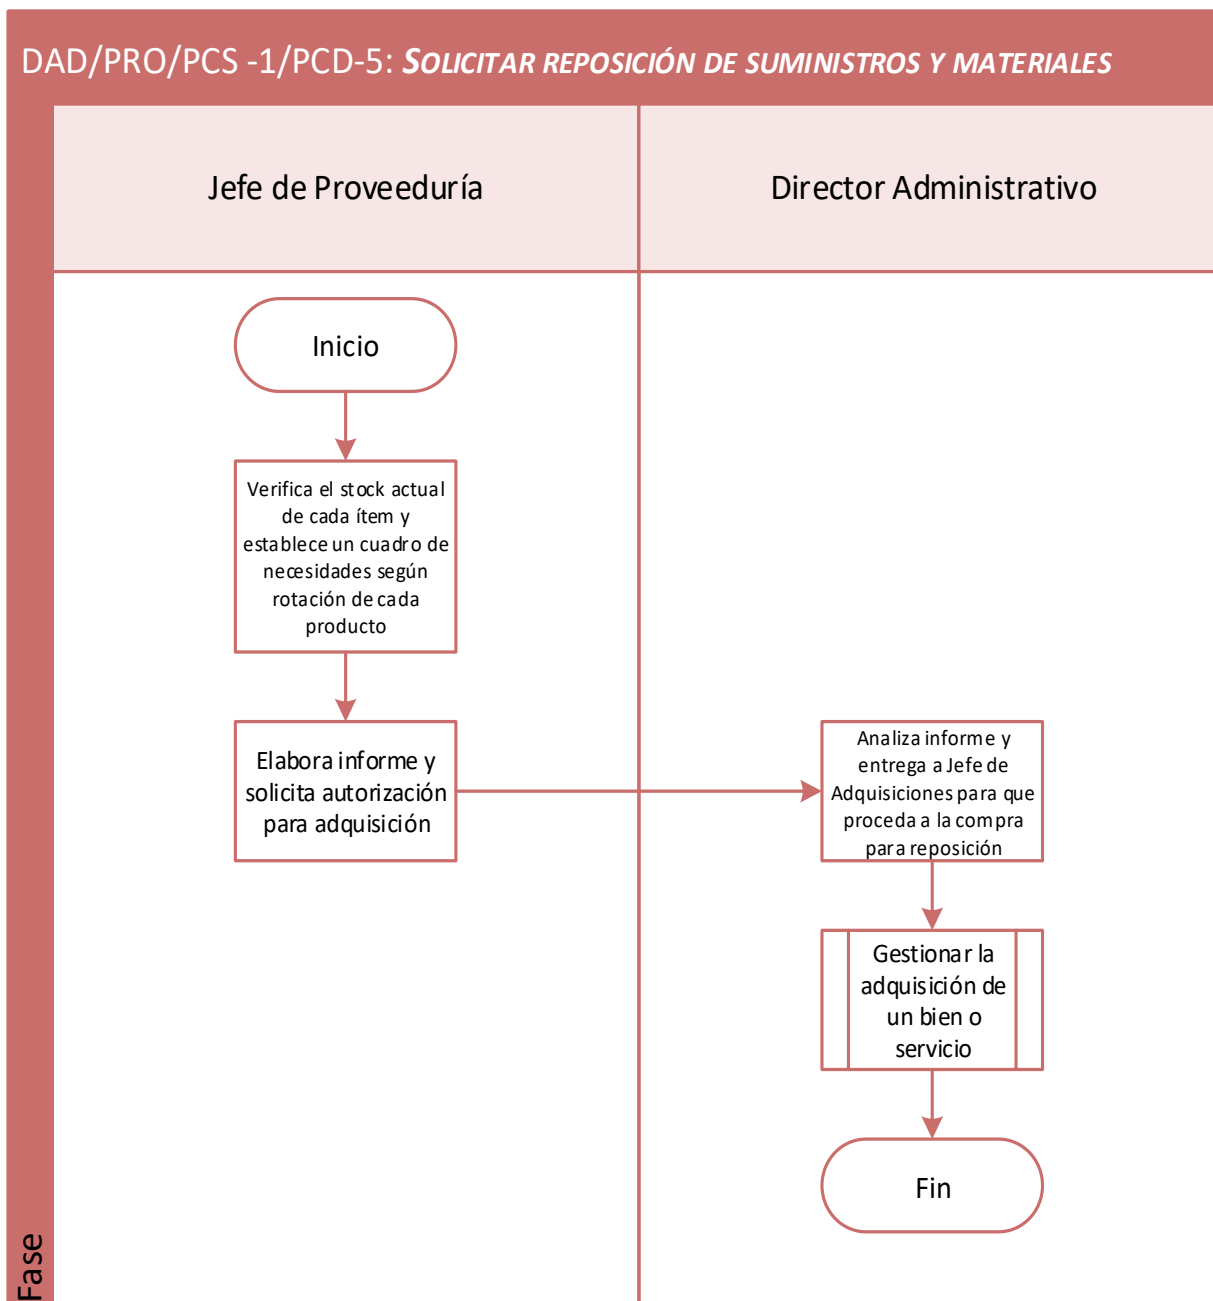 DAD/PRO/PCS -1/PCD-5: SOLICITAR REPOSICIÓN DE SUMINISTROS Y MATERIALES
Jefe de Proveeduría
Director Administrativo
Inicio
Verifica el stock actual
de cada ítem y
establece un cuadro de
necesidades según
rotación de cada
producto
Elabora informe y
solicita autorización
para adquisición
Analiza informe y
entrega a Jefe de
Adquisiciones para que
proceda a la compra
para reposición
Gestionar la
adquisición de
un bien o
servicio
Fin
Fase